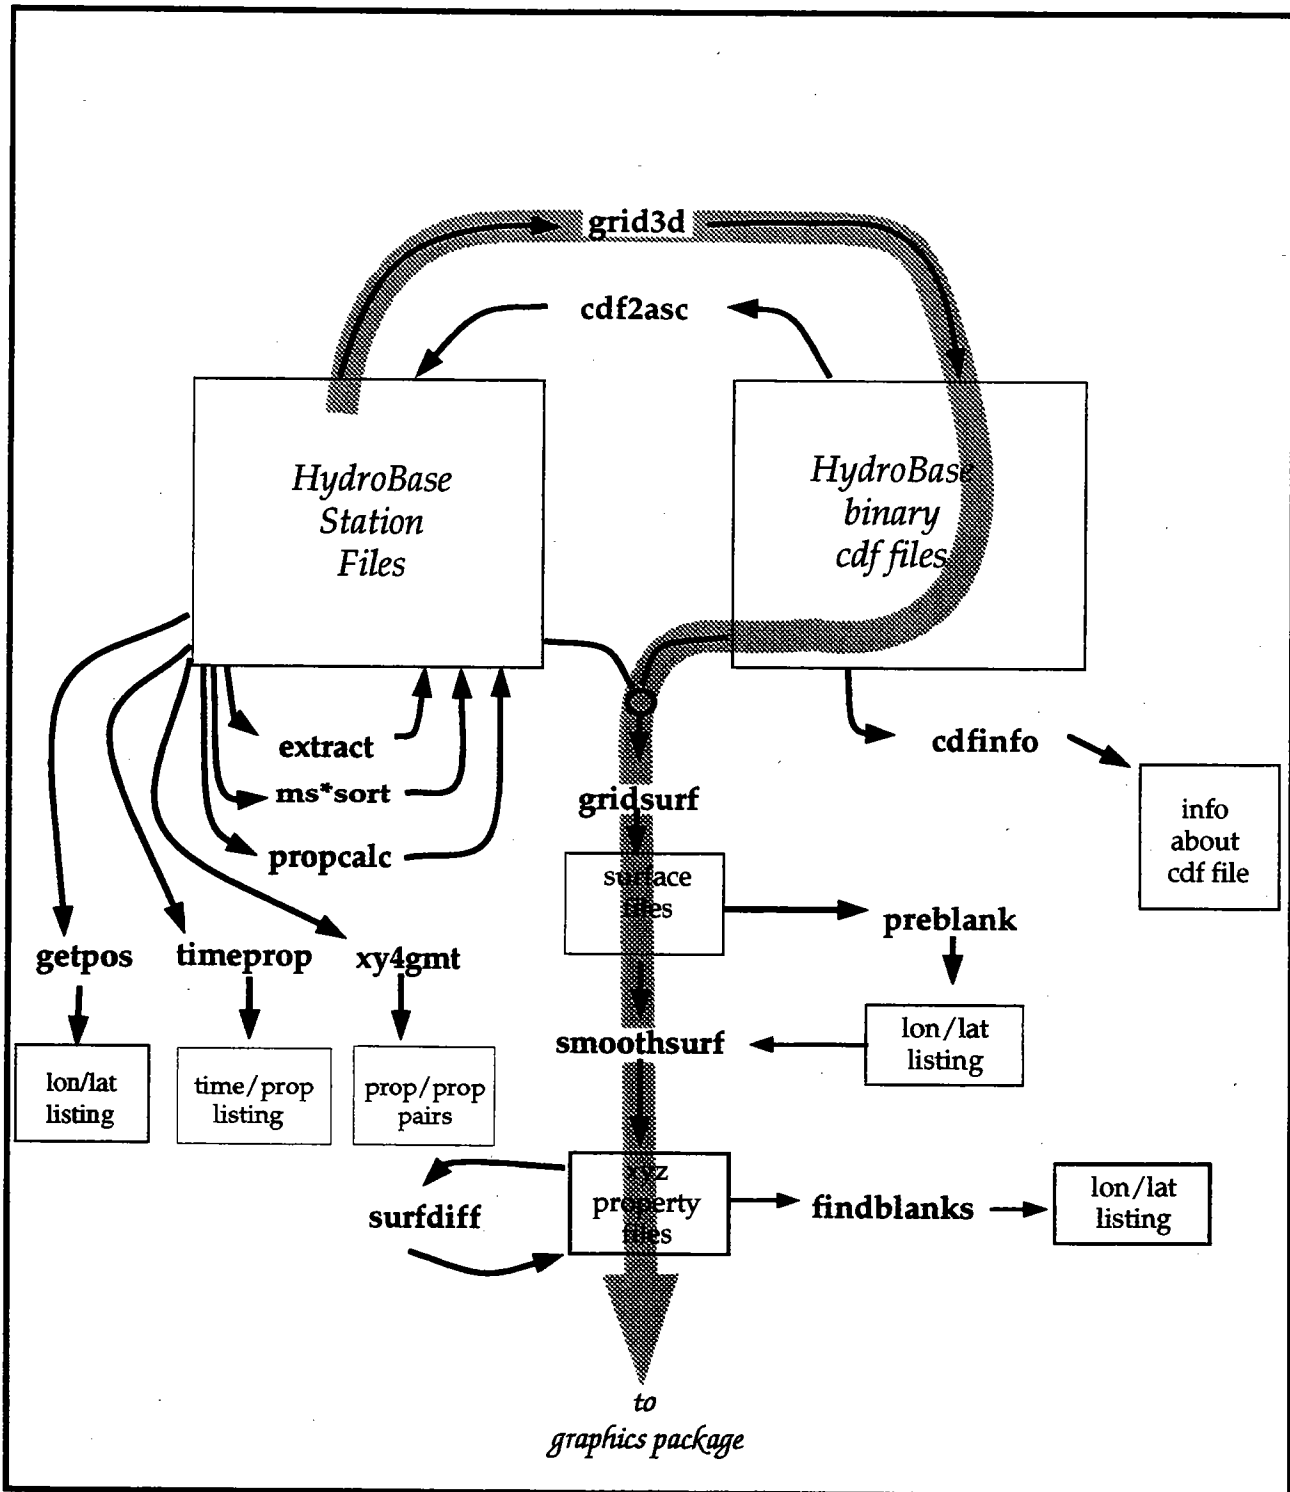 grid3d
cdf2asc
HydroBase
Station
Files
HydroBase
binary
cdf files
extract
ms*sort
propcalc
gridsurf
cdfinfo
info
about
cdf file
surface
files
preblank
getpos
timeprop
xy4gmt
smoothsurf
lon/lat
listing
lon/lat
listing
time/prop
listing
prop/prop
pairs
xyz
property
files
surfdiff
findblanks
lon/lat
listing
to
graphics package